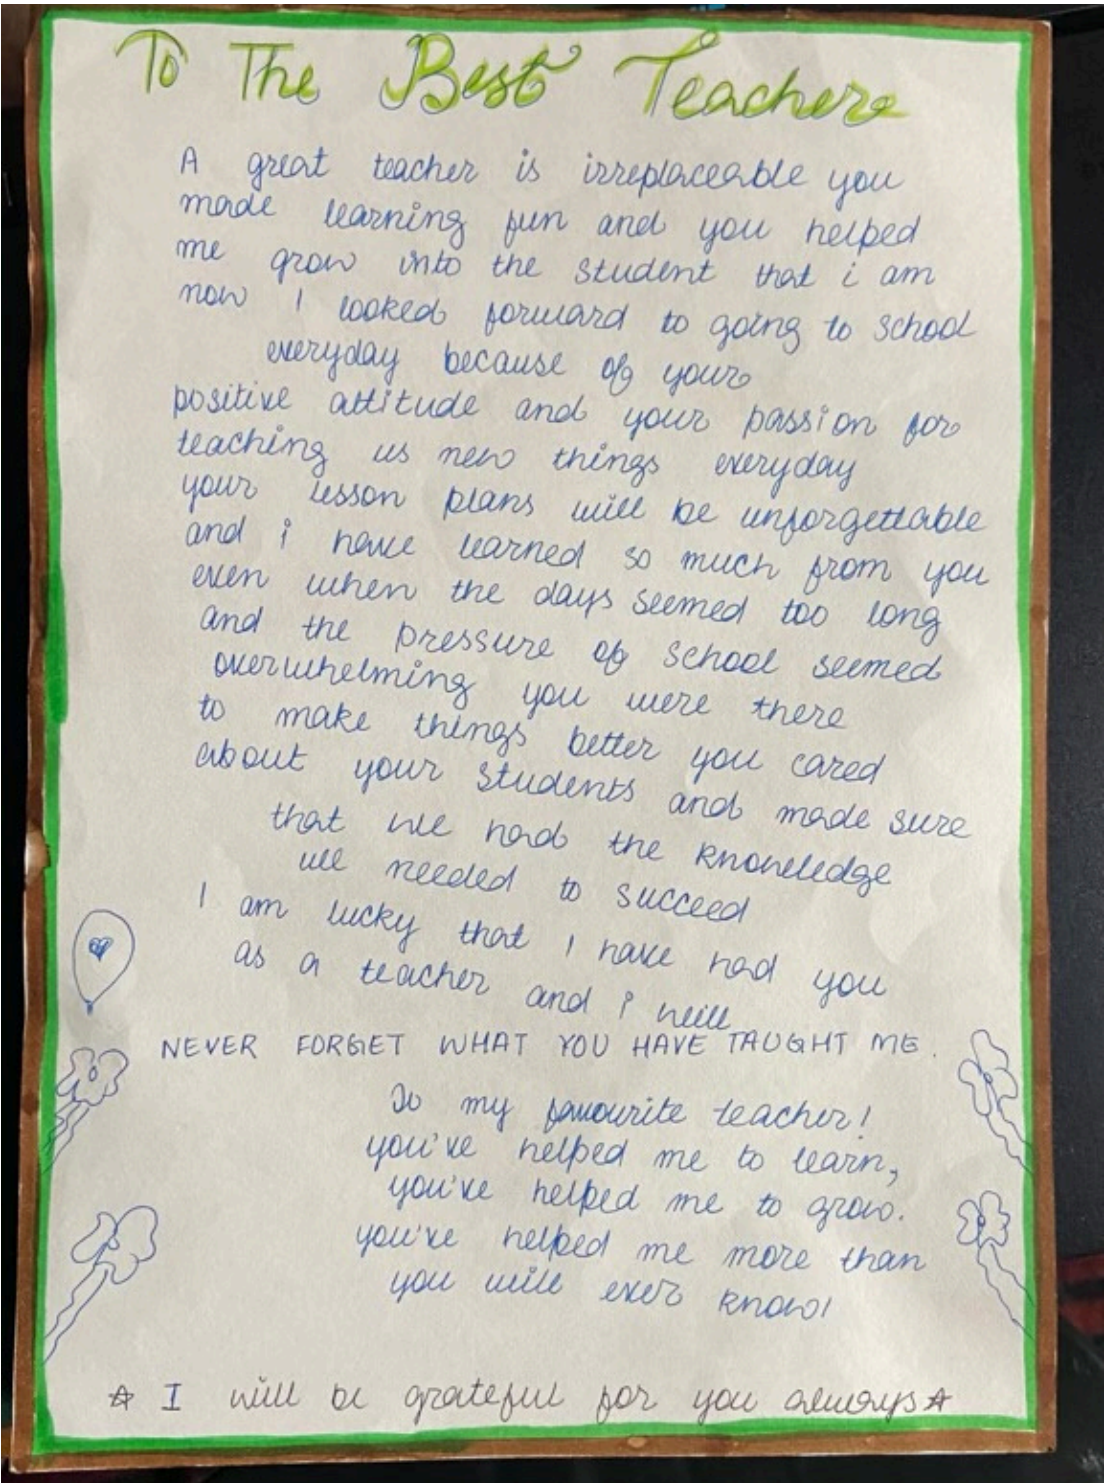 To The Best Teacher
A great teacher is irreplaceable you
made learning fun and you helped
me grow into the student that i am
now I looked forward to going to school
everyday because of your
positive attitude and your passion for
teaching us new things everyday
your lesson plans will be unforgettable
and i have learned so much from you
even when the days seemed too long
and the pressure of school seemed
overwhelming you were there
to make things better you cared
about your students and made sure
that we had the knowledge
we needed to succeed
I am lucky that I have had you
as a teacher and i will
NEVER FORGET WHAT YOU HAVE TAUGHT ME.
To my favourite teacher!
you've helped me to learn,
you've helped me to grow.
you've helped me more than
you will ever know!
☆ I will be grateful for you always ☆